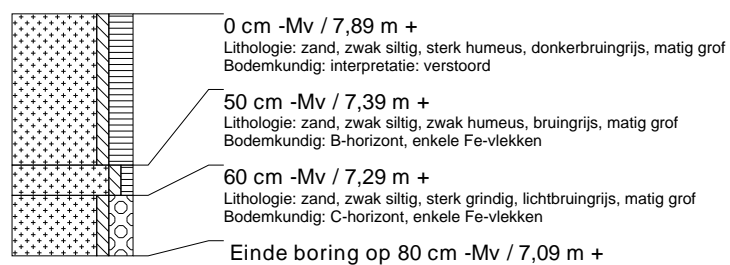 0 cm -Mv / 7,89 m +
Lithologie: zand, zwak siltig, sterk humeus, donkerbruingrijs, matig grof
Bodemkundig: interpretatie: verstoord
50 cm -Mv / 7,39 m +
Lithologie: zand, zwak siltig, zwak humeus, bruingrijs, matig grof
Bodemkundig: B-horizont, enkele Fe-vlekken
60 cm -Mv / 7,29 m +
Lithologie: zand, zwak siltig, sterk grindig, lichtbruingrijs, matig grof
Bodemkundig: C-horizont, enkele Fe-vlekken
Einde boring op 80 cm -Mv / 7,09 m +